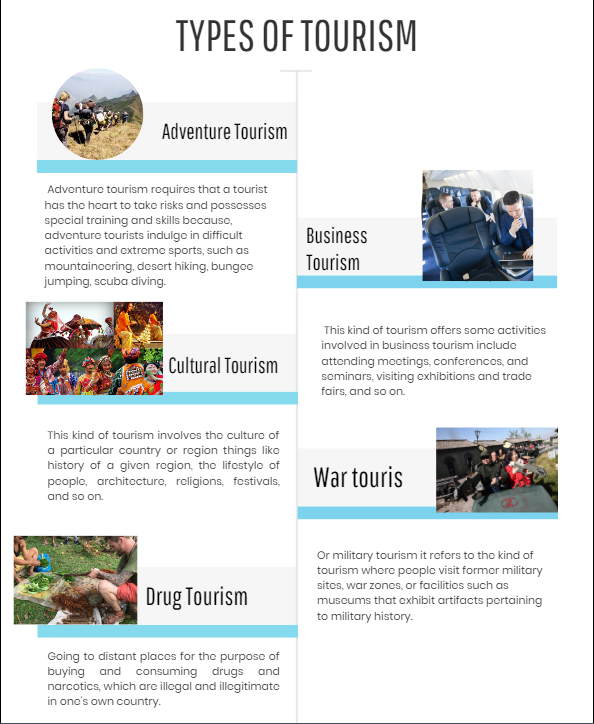 TYPES OF TOURISM
Adventure Tourism
Adventure tourism requires that a tourist
has the heart to take risks and possesses
special training and skills because,
adventure tourists indulge in difficult
activities and extreme sports, such as
mountaineering, desert hiking, bungee
jumping, scuba diving.
Business
Tourism
This kind of tourism offers some activities
involved in business tourism include
attending meetings, conferences, and
seminars, visiting exhibitions and trade
fairs, and so on.
Cultural Tourism
This kind of tourism involves the culture of
a particular country or region things like
history of a given region, the lifestyle of
people, architecture, religions, festivals,
and so on.
War touris
Or military tourism it refers to the kind of
tourism where people visit former military
sites, war zones, or facilities such as
museums that exhibit artifacts pertaining
to military history.
Drug Tourism
Going to distant places for the purpose of
buying and consuming drugs and
narcotics, which are illegal and illegitimate
in one's own country.